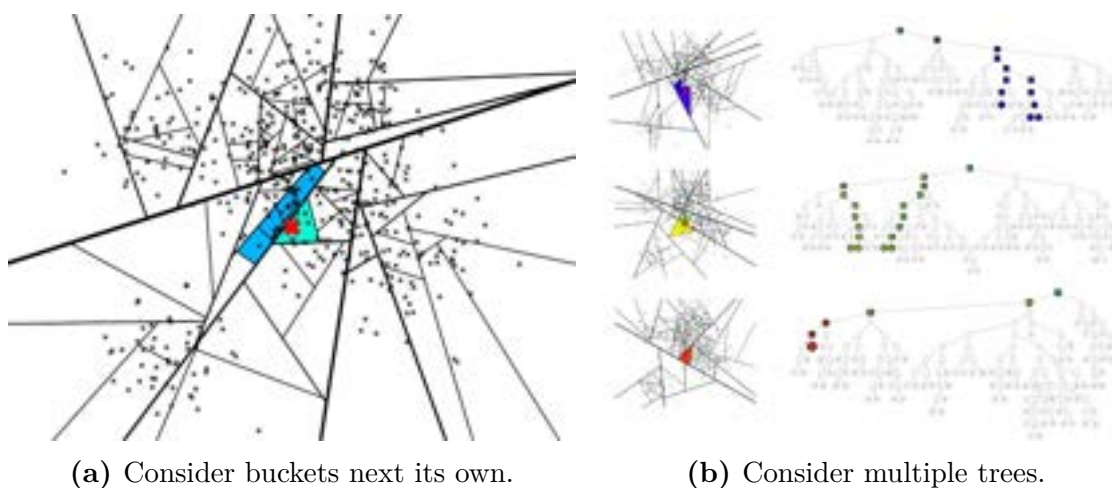 (a) Consider buckets next its own.
(b) Consider multiple trees.